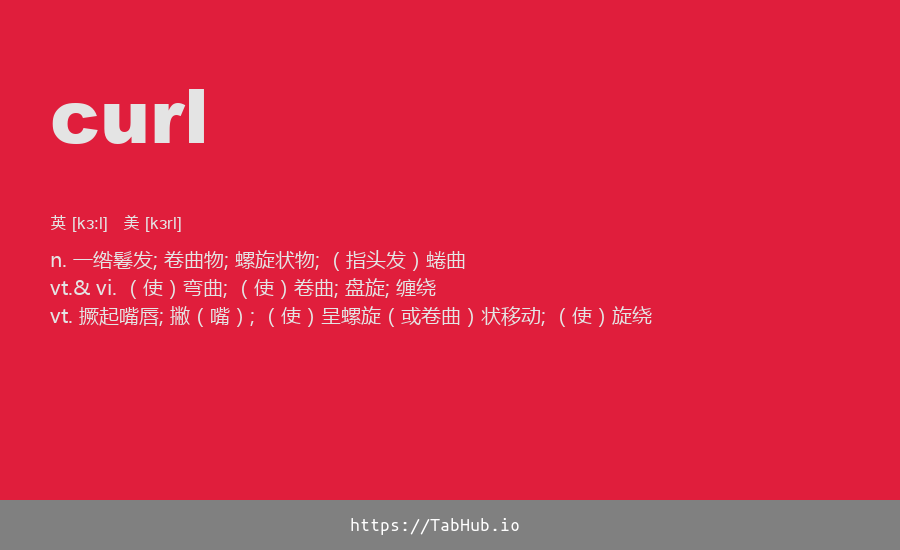 curl
英 [kɜ:l] 美 [kɜrl]
n. 一绺鬈发; 卷曲物; 螺旋状物; （指头发）蜷曲
vt.& vi. （使）弯曲; （使）卷曲; 盘旋; 缠绕
vt. 撅起嘴唇; 撇（嘴）; （使）呈螺旋（或卷曲）状移动; （使）旋绕
https://TabHub.io